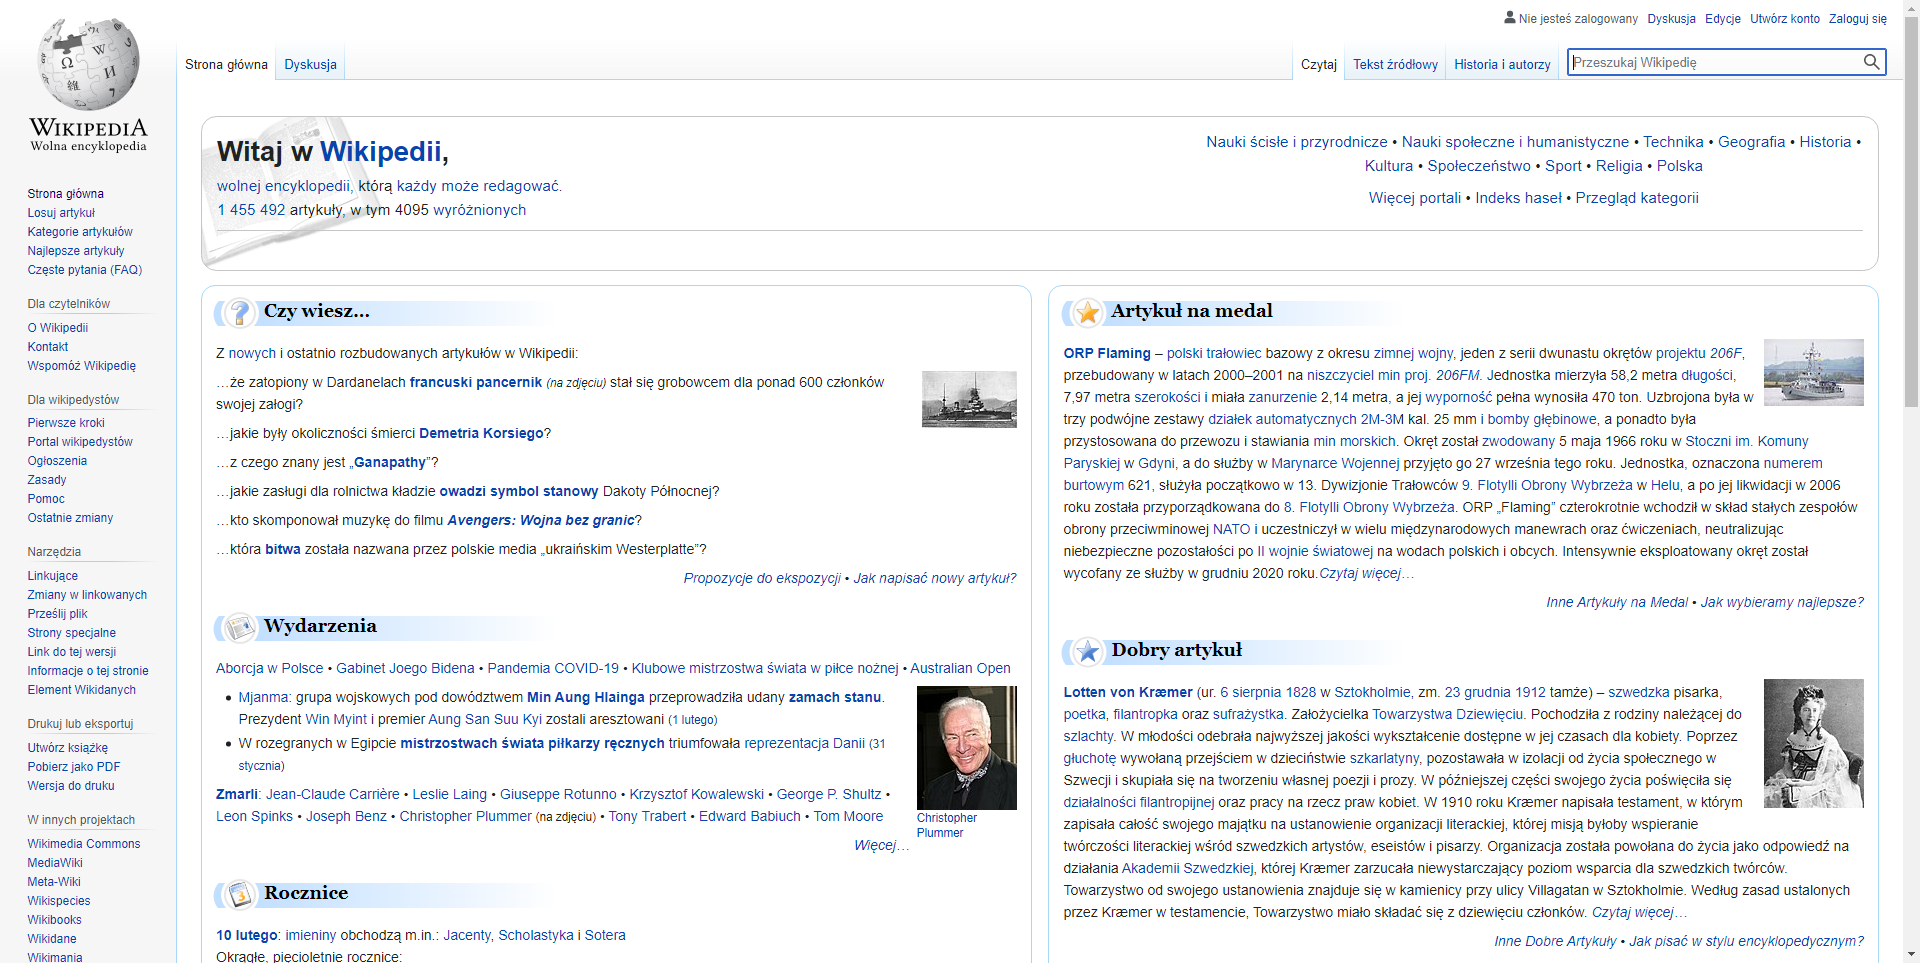 Nie jesteś zalogowany Dyskusja Edycje Utwórz konto Zaloguj się
Strona główna Dyskusja Czytaj Tekst źródłowy Historia i autorzy Przeszukaj Wikipedię
WIKIPEDIA
Wolna encyklopedia
Strona główna
Losuj artykuł
Kategorie artykułów
Najlepsze artykuły
Częste pytania (FAQ)
Dla czytelników
O Wikipedii
Kontakt
Wspomóż Wikipedię
Dla wikipedystów
Pierwsze kroki
Portal wikipedystów
Ogłoszenia
Zasady
Pomoc
Ostatnie zmiany
Narzędzia
Linkujące
Zmiany w linkowanych
Prześlij plik
Strony specjalne
Link do tej wersji
Informacje o tej stronie
Element Wikidanych
Drukuj lub eksportuj
Utwórz książkę
Pobierz jako PDF
Wersja do druku
W innych projektach
Wikimedia Commons
MediaWiki
Meta-Wiki
Wikispecies
Wikibooks
Wikidane
Wikimania
Witaj w Wikipedii,
wolnej encyklopedii, którą każdy może redagować.
1 455 492 artykuły, w tym 4095 wyróżnionych
Nauki ścisłe i przyrodnicze • Nauki społeczne i humanistyczne • Technika • Geografia • Historia •
Kultura • Społeczeństwo • Sport • Religia • Polska
Więcej portali • Indeks haseł • Przegląd kategorii
Czy wiesz...
Z nowych i ostatnio rozbudowanych artykułów w Wikipedii:
…że zatopiony w Dardanelach francuski pancernik (na zdjęciu) stał się grobowcem dla ponad 600 członków
swojej załogi?
…jakie były okoliczności śmierci Demetria Korsiego?
…z czego znany jest „Ganapathy”?
…jakie zasługi dla rolnictwa kładzie owadzi symbol stanowy Dakoty Północnej?
…kto skomponował muzykę do filmu Avengers: Wojna bez granic?
…która bitwa została nazwana przez polskie media „ukraińskim Westerplatte”?
Propozycje do ekspozycji • Jak napisać nowy artykuł?
Wydarzenia
Aborcja w Polsce • Gabinet Joego Bidena • Pandemia COVID-19 • Klubowe mistrzostwa świata w piłce nożnej • Australian Open
• Mjanma: grupa wojskowych pod dowództwem Min Aung Hlainga przeprowadziła udany zamach stanu.
Prezydent Win Myint i premier Aung San Suu Kyi zostali aresztowani (1 lutego)
• W rozegranych w Egipcie mistrzostwach świata piłkarzy ręcznych triumfowała reprezentacja Danii (31
stycznia)
Zmarli: Jean-Claude Carrière • Leslie Laing • Giuseppe Rotunno • Krzysztof Kowalewski • George P. Shultz •
Leon Spinks • Joseph Benz • Christopher Plummer (na zdjęciu) • Tony Trabert • Edward Babiuch • Tom Moore
Christopher
Plummer
Więcej…
Rocznice
10 lutego: imieniny obchodzą m.in.: Jacenty, Scholastyka i Sotera
Okrągłe, pięcioletnie rocznice:
Artykuł na medal
ORP Flaming – polski trałowiec bazowy z okresu zimnej wojny, jeden z serii dwunastu okrętów projektu 206F,
przebudowany w latach 2000–2001 na niszczyciel min proj. 206FM. Jednostka mierzyła 58,2 metra długości,
7,97 metra szerokości i miała zanurzenie 2,14 metra, a jej wyporność pełna wynosiła 470 ton. Uzbrojona była w
trzy podwójne zestawy działek automatycznych 2M-3M kal. 25 mm i bomby głębinowe, a ponadto była
przystosowana do przewozu i stawiania min morskich. Okręt został zwodowany 5 maja 1966 roku w Stoczni im. Komuny
Paryskiej w Gdyni, a do służby w Marynarce Wojennej przyjęto go 27 września tego roku. Jednostka, oznaczona numerem
burtowym 621, służyła początkowo w 13. Dywizjonie Trałowców 9. Flotylli Obrony Wybrzeża w Helu, a po jej likwidacji w 2006
roku została przyporządkowana do 8. Flotylli Obrony Wybrzeża. ORP „Flaming” czterokrotnie wchodził w skład stałych zespołów
obrony przeciwminowej NATO i uczestniczył w wielu międzynarodowych manewrach oraz ćwiczeniach, neutralizując
niebezpieczne pozostałości po II wojnie światowej na wodach polskich i obcych. Intensywnie eksploatowany okręt został
wycofany ze służby w grudniu 2020 roku.Czytaj więcej…
Inne Artykuły na Medal • Jak wybieramy najlepsze?
Dobry artykuł
Lotten von Kræmer (ur. 6 sierpnia 1828 w Sztokholmie, zm. 23 grudnia 1912 tamże) – szwedzka pisarka,
poetka, filantropka oraz sufrażystka. Założycielka Towarzystwa Dziewięciu. Pochodziła z rodziny należącej do
szlachty. W młodości odebrała najwyższej jakości wykształcenie dostępne w jej czasach dla kobiety. Poprzez
głuchotę wywołaną przejściem w dzieciństwie szkarlatyny, pozostawała w izolacji od życia społecznego w
Szwecji i skupiała się na tworzeniu własnej poezji i prozy. W późniejszej części swojego życia poświęciła się
działalności filantropijnej oraz pracy na rzecz praw kobiet. W 1910 roku Kræmer napisała testament, w którym
zapisała całość swojego majątku na ustanowienie organizacji literackiej, której misją byłoby wspieranie
twórczości literackiej wśród szwedzkich artystów, eseistów i pisarzy. Organizacja została powołana do życia jako odpowiedź na
działania Akademii Szwedzkiej, której Kræmer zarzucała niewystarczający poziom wsparcia dla szwedzkich twórców.
Towarzystwo od swojego ustanowienia znajduje się w kamienicy przy ulicy Villagatan w Sztokholmie. Według zasad ustalonych
przez Kræmer w testamencie, Towarzystwo miało składać się z dziewięciu członków. Czytaj więcej…
Inne Dobre Artykuły • Jak pisać w stylu encyklopedycznym?